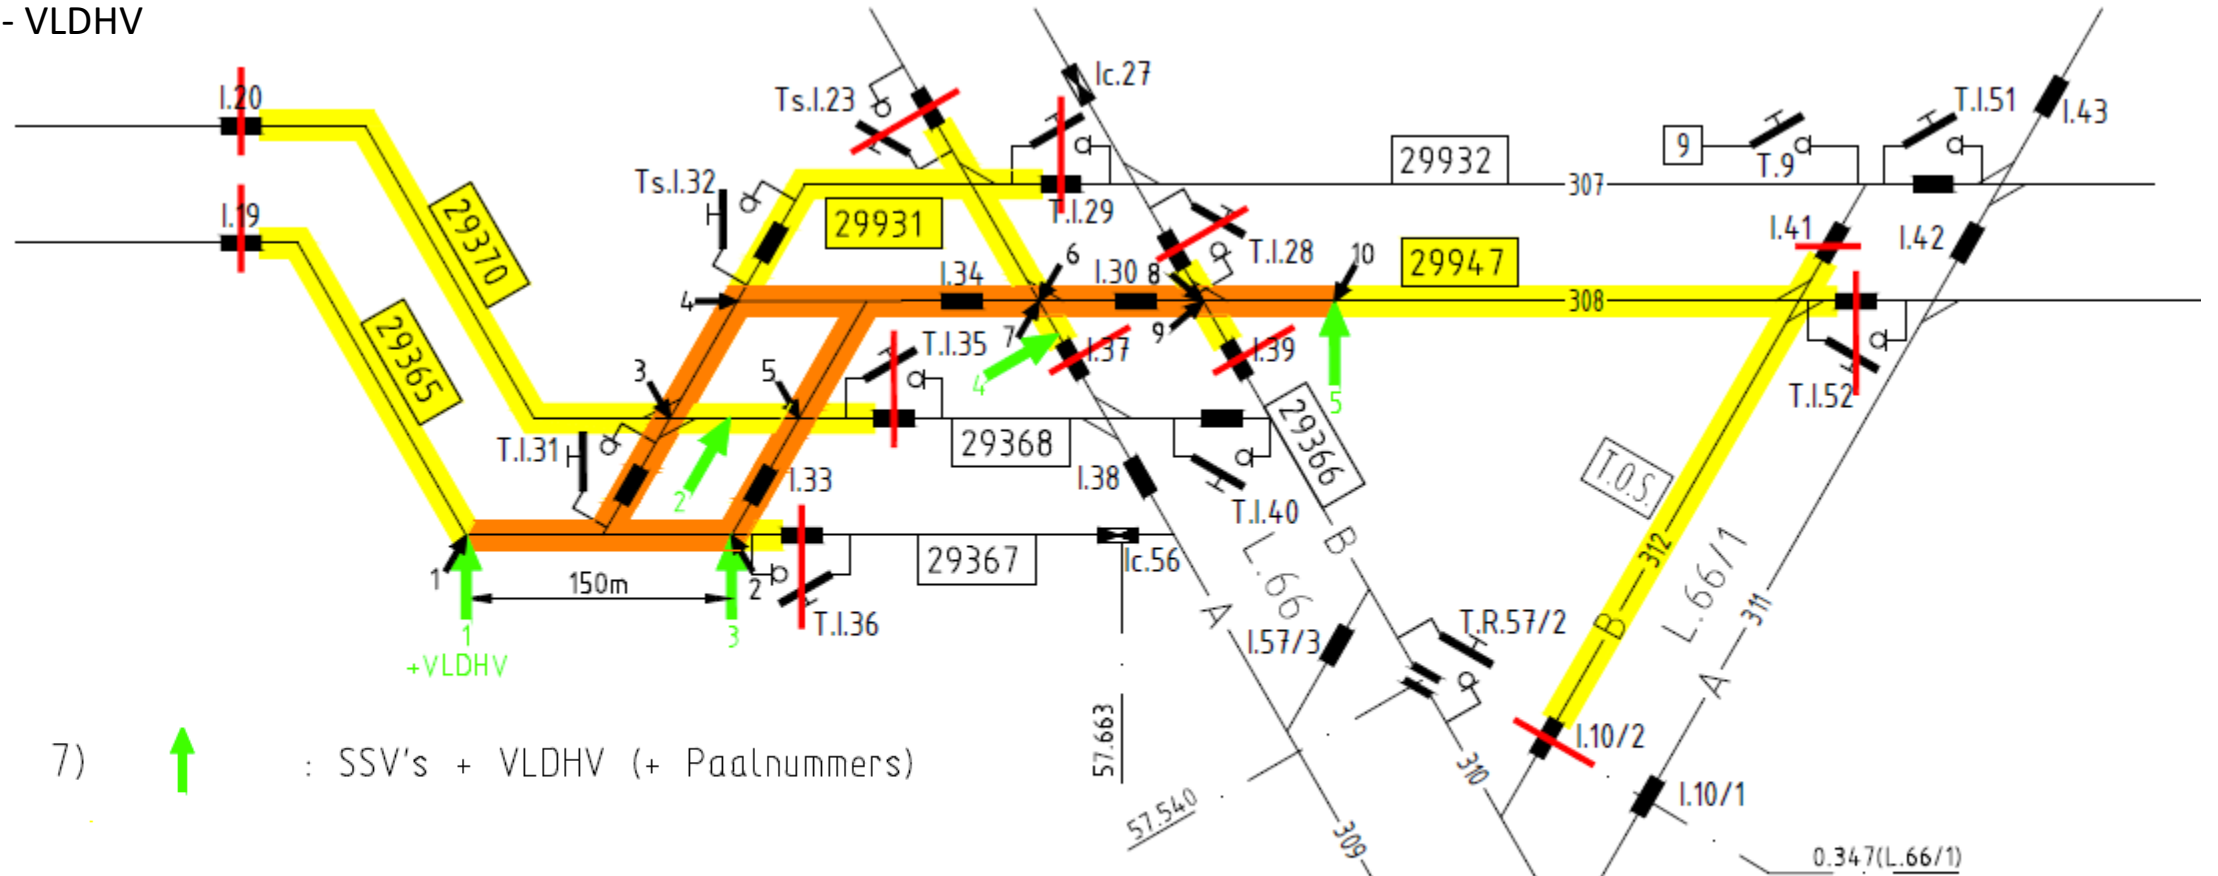 - VLDHV
Ic.27
I.20
Ts.I.23
T.I.51
I.43
9
T.9
29932
Ts.I.32
307
I.19
T.I.29
29931
29370
I.41
I.42
T.I.28
6
I.34
I.30
8
10
29947
4
308
7
9
I.37
I.39
T.I.35
29365
3
5
4
5
T.I.52
29366
T.I.31
29368
2
I.33
I.38
T.I.40
T.O.S.
B
29367
Ic.56
L.66
312
L.66/1
1
150m
2
T.I.36
A
B
311
1
3
I.57/3
T.R.57/2
+VLDHV
A
57.663
7) : SSV's + VLDHV (+ Paalnummers)
I.10/2
310
I.10/1
57.540
309
0.347(L.66/1)